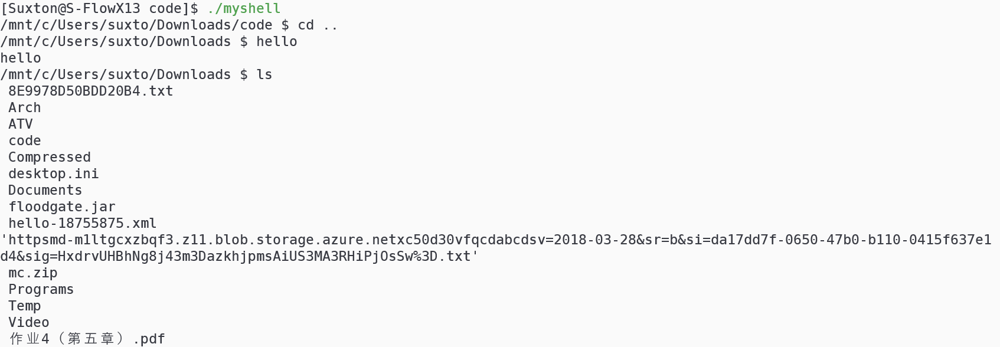 [Suxton@S-FlowX13 code]$ ./myshell
/mnt/c/Users/suxto/Downloads/code $ cd ..
/mnt/c/Users/suxto/Downloads $ hello
hello
/mnt/c/Users/suxto/Downloads $ ls
8E9978D50BDD20B4.txt
Arch
ATV
code
Compressed
desktop.ini
Documents
floodgate.jar
hello-18755875.xml
'httpsmd-m1ltgcxzbqf3.z11.blob.storage.azure.netxc50d30vfqcdabcdsv=2018-03-28&sr=b&si=da17dd7f-0650-47b0-b110-0415f637e1
d4&sig=HxdrvUHBhNg8j43m3DazkhjpmsAiUS3MA3RHiPjOsSw%3D.txt'
mc.zip
Programs
Temp
Video
作业4（第五章）.pdf